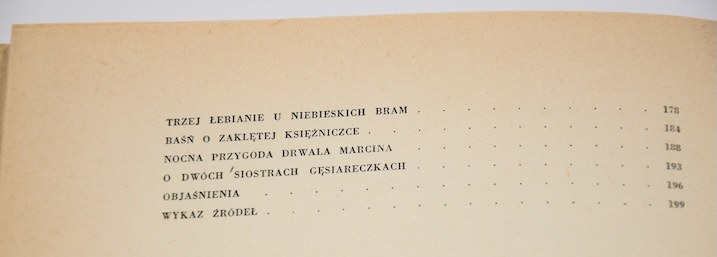 TRZEJ ŁEBIANIE U NIEBIESKICH BRAM . . . . . . . . . . 178
BAŚŃ O ZAKLĘTEJ KSIĘŻNICZCE . . . . . . . . . . . 184
NOCNA PRZYGODA DRWALA MARCINA . . . . . . . . . . 188
O DWÓCH SIOSTRACH GĘSIARECZKACH . . . . . . . . . . 193
OBJAŚNIENIA . . . . . . . . . . . . . . 196
WYKAZ ŹRÓDEŁ . . . . . . . . . . . . . . 199